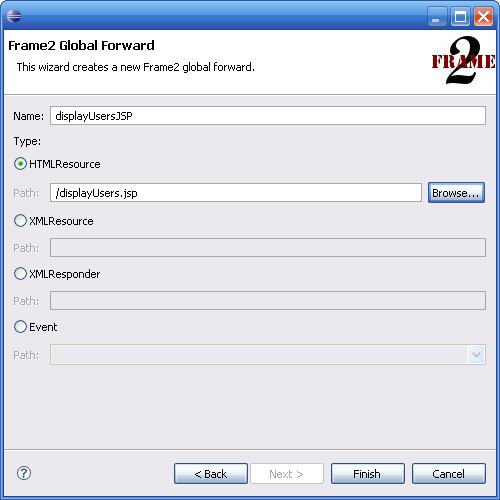 Frame2 Global Forward
This wizard creates a new Frame2 global forward.
FRAME
2
Name: displayUsersJSP
Type:
HTMLResource
Path: /displayUsers.jsp Browse...
XMLResource
Path:
XMLResponder
Path:
Event
Path:
? < Back Next > Finish Cancel